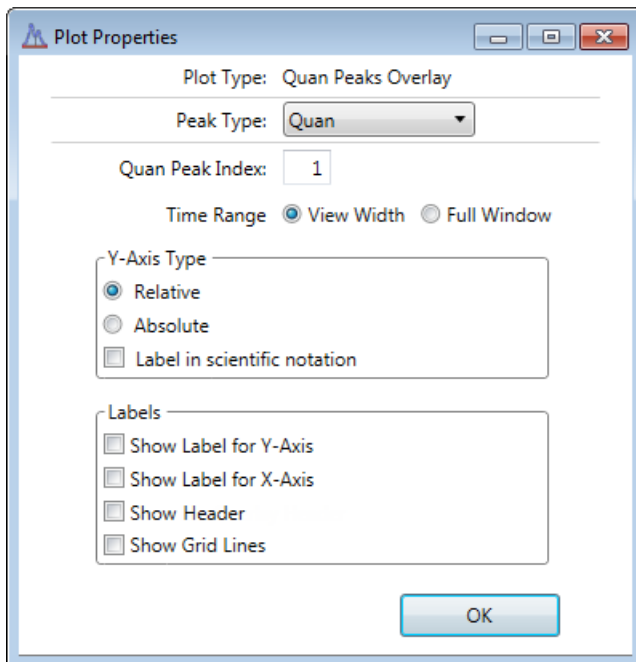 Plot Properties
Plot Type: Quan Peaks Overlay
Peak Type: Quan
Quan Peak Index: 1
Time Range View Width Full Window
Y-Axis Type
Relative
Absolute
Label in scientific notation
Labels
Show Label for Y-Axis
Show Label for X-Axis
Show Header
Show Grid Lines
OK